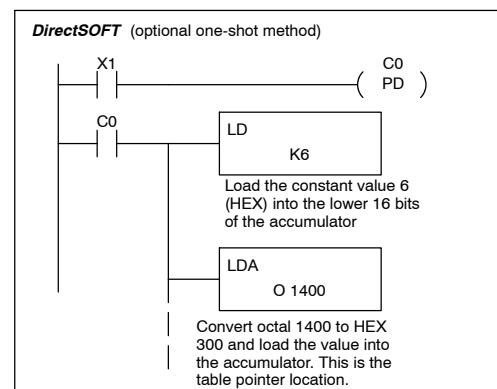 DirectSOFT (optional one-shot method)
X1
C0
PD
C0
LD
K6
Load the constant value 6
(HEX) into the lower 16 bits
of the accumulator
LDA
O 1400
Convert octal 1400 to HEX
300 and load the value into
the accumulator. This is the
table pointer location.